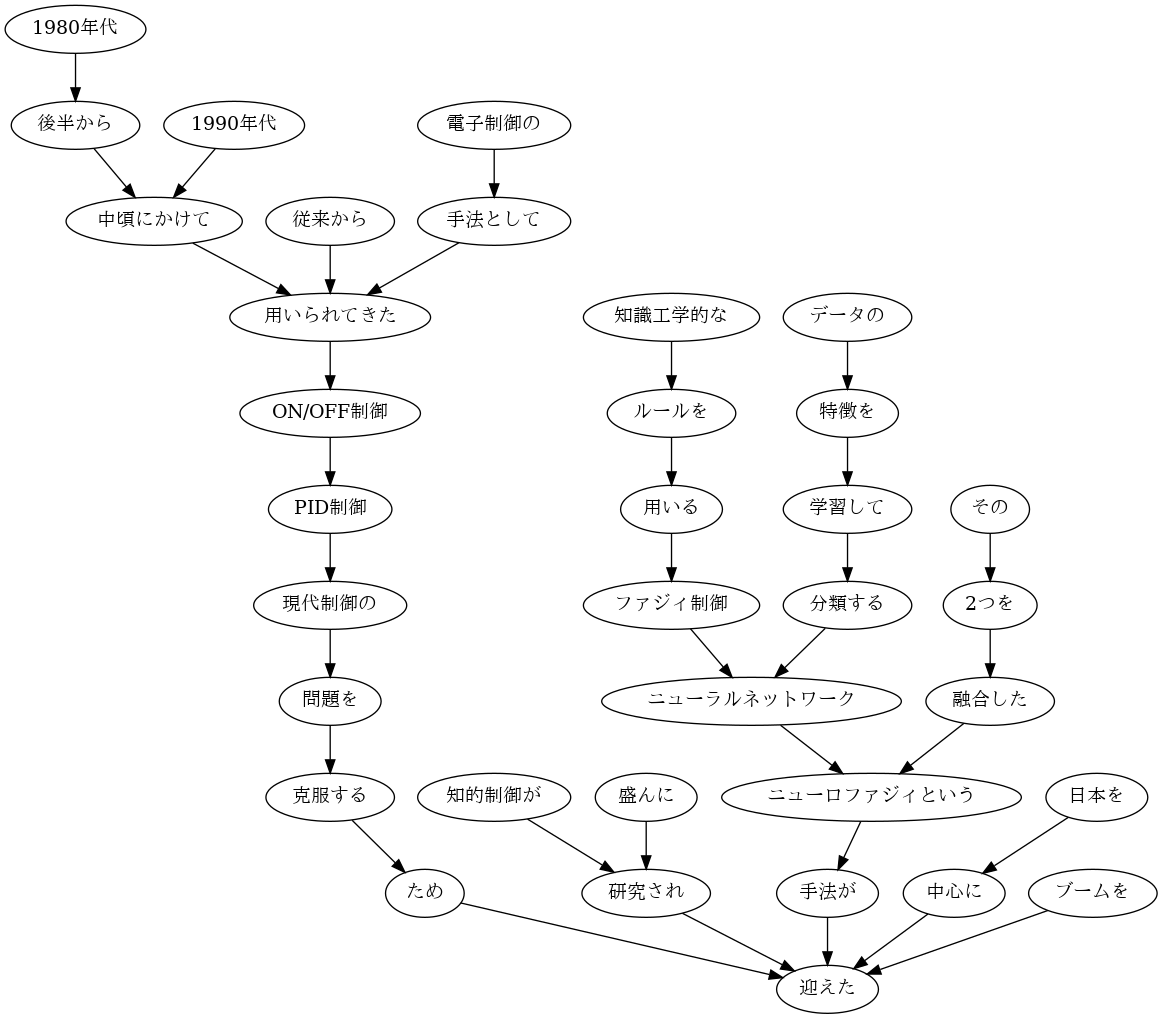 1980年代
後半から
1990年代
電子制御の
中頃にかけて
従来から
手法として
用いられてきた
知識工学的な
データの
ON/OFF制御
ルールを
特徴を
PID制御
用いる
学習して
その
現代制御の
ファジィ制御
分類する
2つを
問題を
ニューラルネットワーク
融合した
克服する
知的制御が
盛んに
ニューロファジィという
日本を
ため
研究され
手法が
中心に
ブームを
迎えた